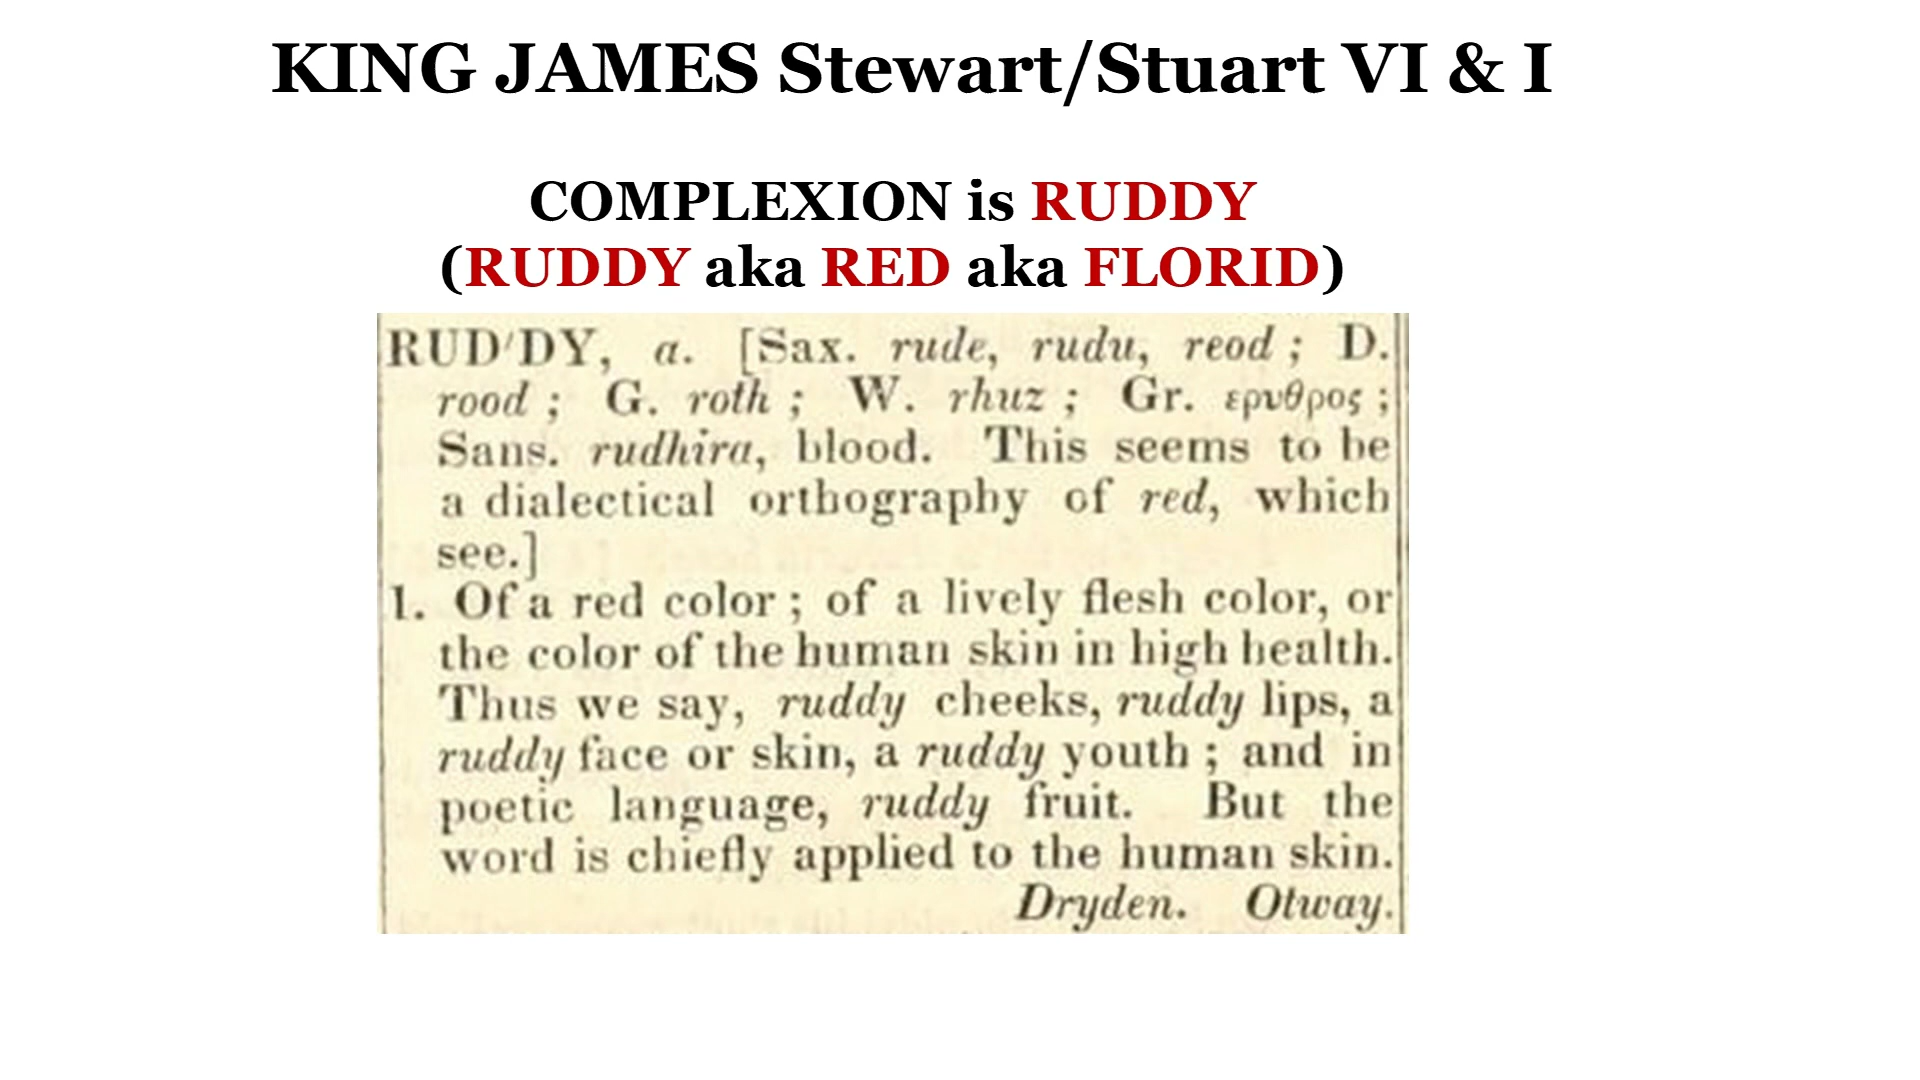 KING JAMES Stewart/Stuart VI & I
COMPLEXION is RUDDY
(RUDDY aka RED aka FLORID)
RUD'DY, a. [Sax. rude, rudu, reod; D.
rood; G. roth; W. rhuz; Gr. ερυθρος;
Sans. rudhira, blood. This seems to be
a dialectical orthography of red, which
see.]
1. Of a red color; of a lively flesh color, or
the color of the human skin in high health.
Thus we say, ruddy cheeks, ruddy lips, a
ruddy face or skin, a ruddy youth; and in
poetic language, ruddy fruit. But the
word is chiefly applied to the human skin.
Dryden. Otway.